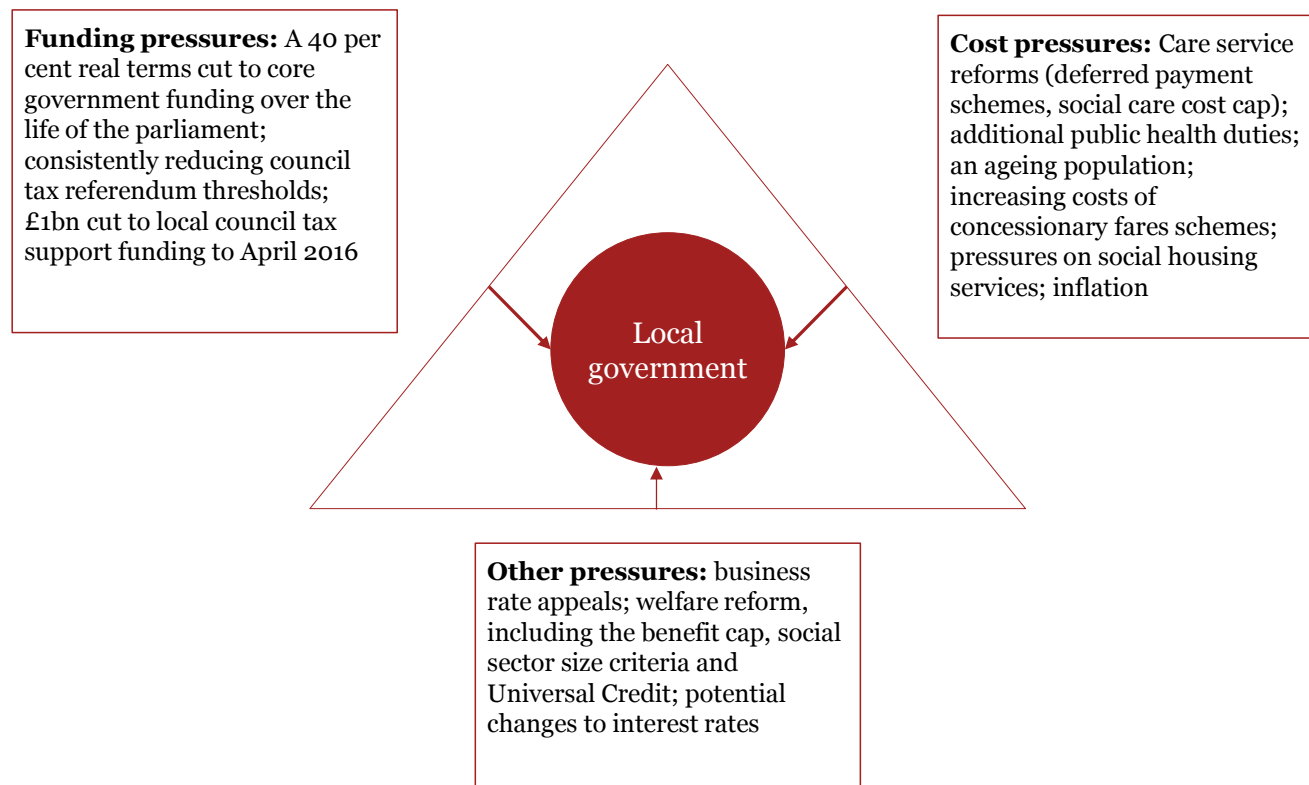 Funding pressures: A 40 per
cent real terms cut to core
government funding over the
life of the parliament;
consistently reducing council
tax referendum thresholds;
£1bn cut to local council tax
support funding to April 2016
Cost pressures: Care service
reforms (deferred payment
schemes, social care cost cap);
additional public health duties;
an ageing population;
increasing costs of
concessionary fares schemes;
pressures on social housing
services; inflation
Local
government
Other pressures: business
rate appeals; welfare reform,
including the benefit cap, social
sector size criteria and
Universal Credit; potential
changes to interest rates